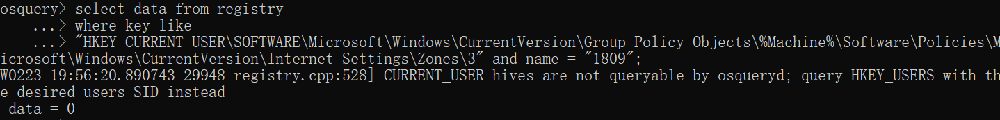 osquery> select data from registry
    ...> where key like
    ...> "HKEY_CURRENT_USER\SOFTWARE\Microsoft\Windows\CurrentVersion\Group Policy Objects\%Machine%\Software\Policies\M
icrosoft\Windows\CurrentVersion\Internet Settings\Zones\3" and name = "1809";
W0223 19:56:20.890743 29948 registry.cpp:528] CURRENT_USER hives are not queryable by osqueryd; query HKEY_USERS with th
e desired users SID instead
 data = 0